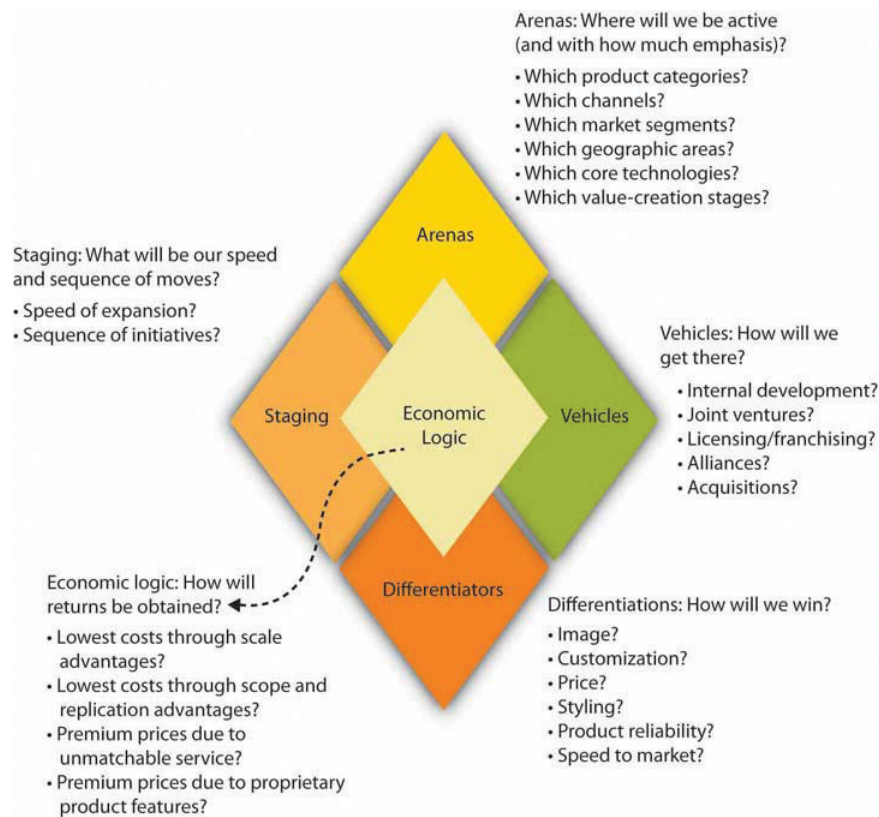 Arenas: Where will we be active
(and with how much emphasis)?
• Which product categories?
• Which channels?
• Which market segments?
• Which geographic areas?
• Which core technologies?
• Which value-creation stages?
Arenas
Staging: What will be our speed
and sequence of moves?
• Speed of expansion?
• Sequence of initiatives?
Vehicles: How will we
get there?
• Internal development?
• Joint ventures?
• Licensing/franchising?
• Alliances?
• Acquisitions?
Staging
Economic
Logic
Vehicles
Differentiators
Economic logic: How will
returns be obtained?
• Lowest costs through scale
advantages?
• Lowest costs through scope and
replication advantages?
• Premium prices due to
unmatchable service?
• Premium prices due to proprietary
product features?
Differentiations: How will we win?
• Image?
• Customization?
• Price?
• Styling?
• Product reliability?
• Speed to market?